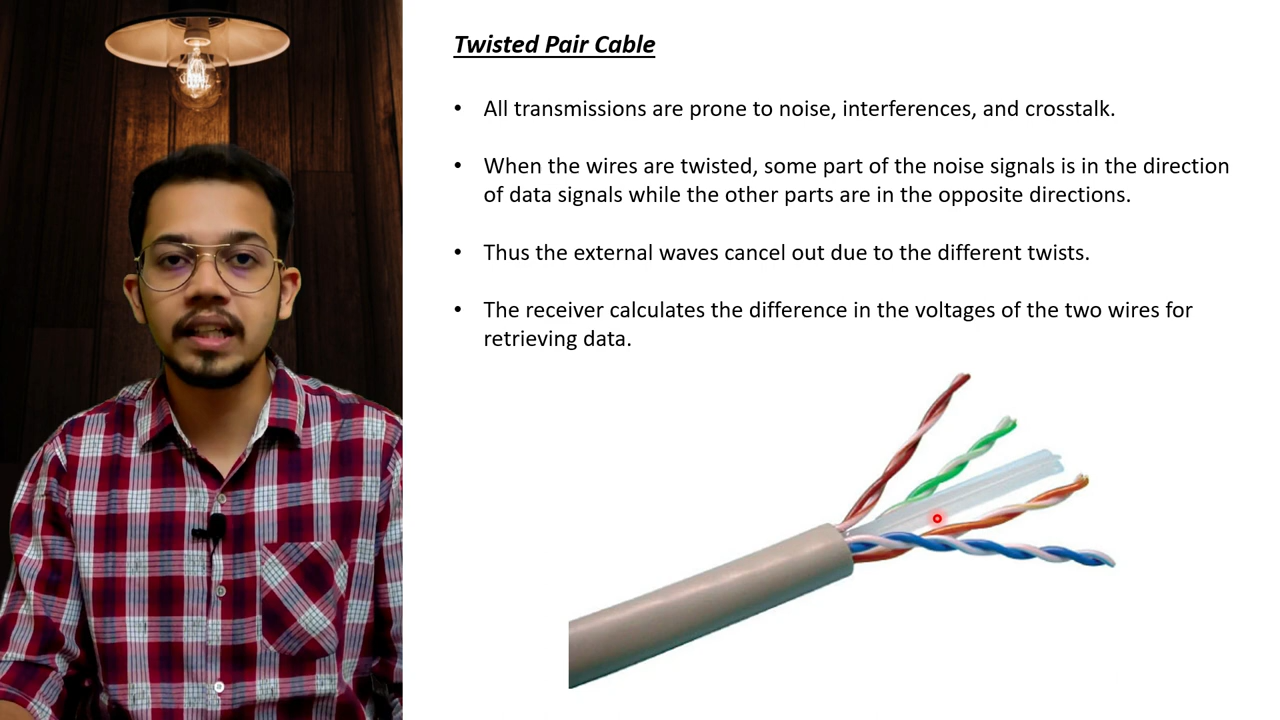 Twisted Pair Cable
• All transmissions are prone to noise, interferences, and crosstalk.
• When the wires are twisted, some part of the noise signals is in the direction
of data signals while the other parts are in the opposite directions.
• Thus the external waves cancel out due to the different twists.
• The receiver calculates the difference in the voltages of the two wires for
retrieving data.